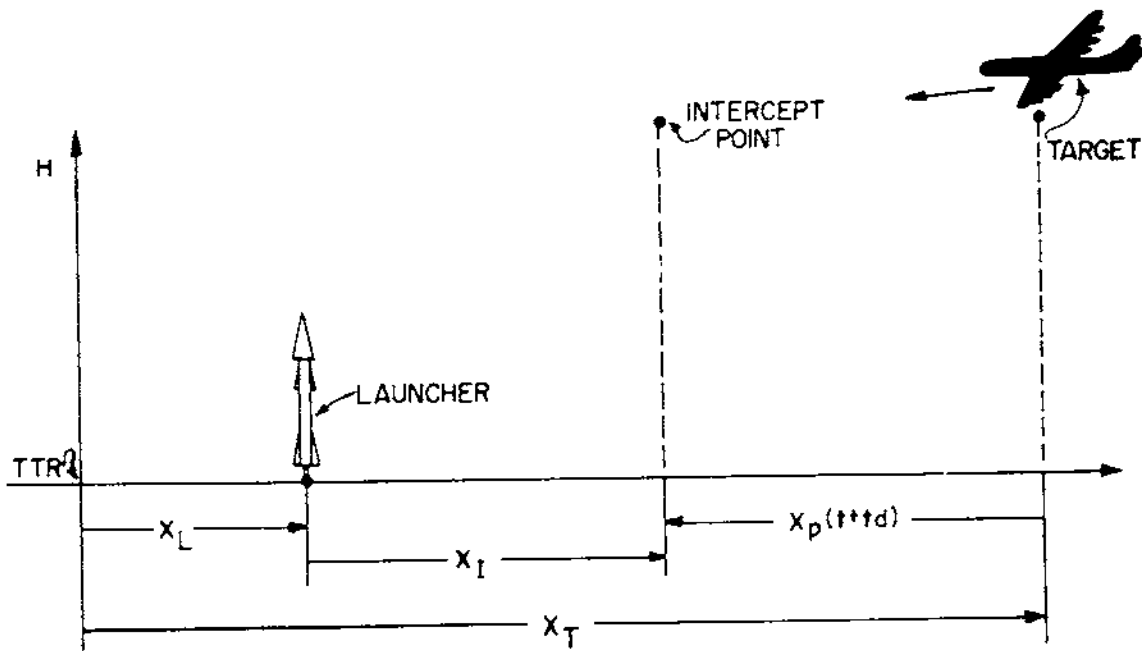 INTERCEPT
POINT
TARGET
H
LAUNCHER
TTR
X_L
X_p(t+td)
X_I
X_T